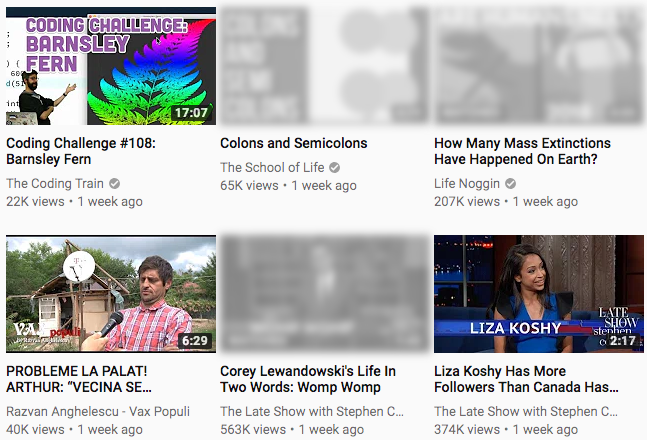 CODING CHALLENGE:
BARNSLEY
FERN
17:07
Coding Challenge #108:
Barnsley Fern
The Coding Train
22K views • 1 week ago
Colons and Semicolons
The School of Life
65K views • 1 week ago
How Many Mass Extinctions
Have Happened On Earth?
Life Noggin
207K views • 1 week ago
VAX populi
6:29
PROBLEME LA PALAT!
ARTHUR: “VECINA SE...
Razvan Anghelescu - Vax Populi
40K views • 1 week ago
Corey Lewandowski's Life In
Two Words: Womp Womp
The Late Show with Stephen C...
563K views • 1 week ago
LIZA KOSHY
LATE
SHOW
stephen
2:17
Liza Koshy Has More
Followers Than Canada Has...
The Late Show with Stephen C...
374K views • 1 week ago